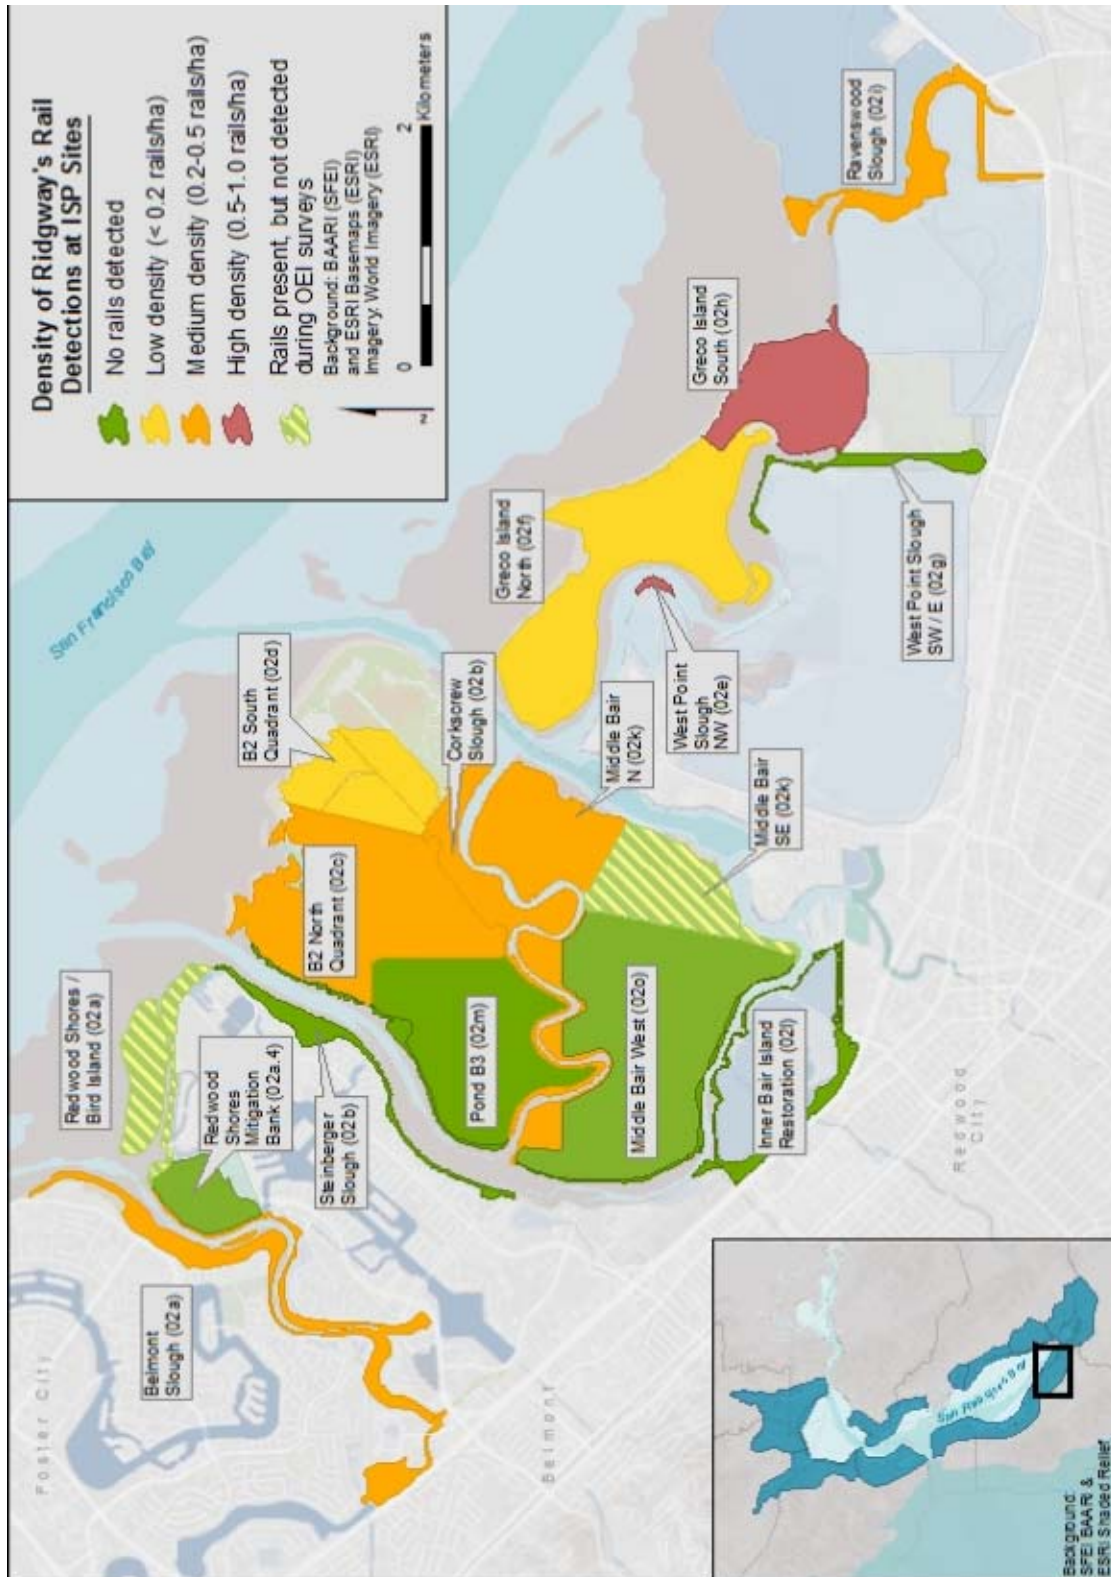 Density of Ridgway's Rail
Detections at ISP Sites
No rails detected
Low density (< 0.2 rails/ha)
Medium density (0.2-0.5 rails/ha)
High density (0.5-1.0 rails/ha)
Rails present, but not detected
during OEI surveys
Background: BAARI (SFEI)
and ESRI Basemaps (ESRI)
Imagery: World Imagery (ESRI)
N
0
2
Kilometers
San Francisco Bay
Foster City
Belmont
Redwood
City
Belmont
Slough (02a)
Redwood Shores /
Bird Island (02a)
Redwood
Shores
Mitigation
Bank (02a.4)
Steinberger
Slough (02b)
B2 North
Quadrant (02c)
B2 South
Quadrant (02d)
Pond B3 (02m)
Corkscrew
Slough (02b)
Middle Bair West (02o)
Middle Bair
N (02k)
Middle Bair
SE (02k)
Inner Bair Island
Restoration (02l)
Greco Island
North (02f)
West Point
Slough
NW (02e)
Greco Island
South (02h)
West Point Slough
SW / E (02g)
Ravenswood
Slough (02i)
San Francisco Bay
Background:
SFEI BAARI &
ESRI Shaded Relief